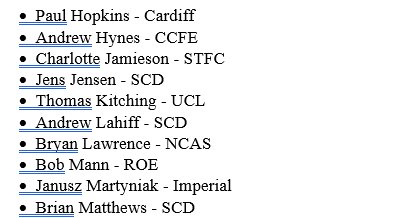 • Paul Hopkins - Cardiff
• Andrew Hynes - CCFE
• Charlotte Jamieson - STFC
• Jens Jensen - SCD
• Thomas Kitching - UCL
• Andrew Lahiff - SCD
• Bryan Lawrence - NCAS
• Bob Mann - ROE
• Janusz Martyniak - Imperial
• Brian Matthews - SCD